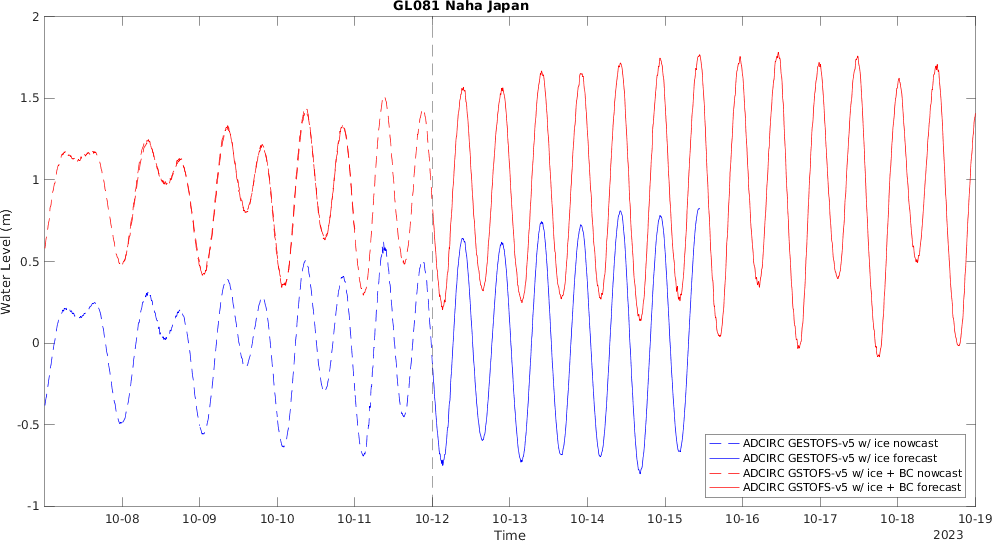 GL081 Naha Japan
2
1.5
1
0.5
0
-0.5
-1
Water Level (m)
10-08
10-09
10-10
10-11
10-12
10-13
10-14
10-15
10-16
10-17
10-18
10-19
Time
2023
ADCIRC GESTOFS-v5 w/ ice nowcast
ADCIRC GESTOFS-v5 w/ ice forecast
ADCIRC GSTOFS-v5 w/ ice + BC nowcast
ADCIRC GSTOFS-v5 w/ ice + BC forecast